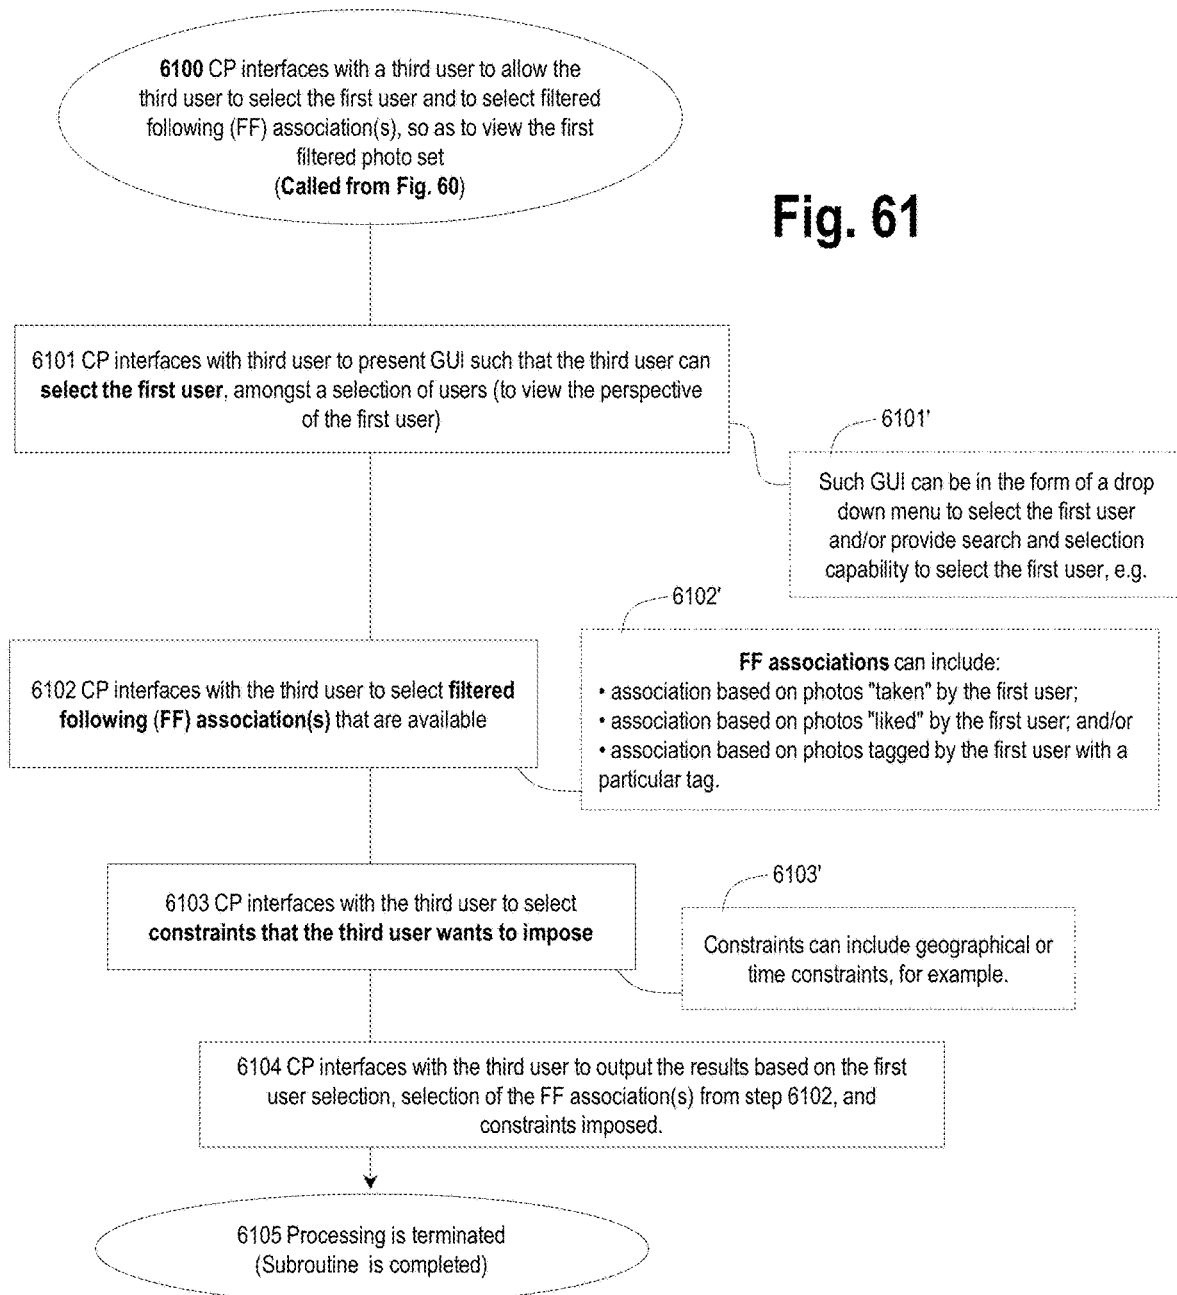 6100 CP interfaces with a third user to allow the
third user to select the first user and to select filtered
following (FF) association(s), so as to view the first
filtered photo set
(Called from Fig. 60)
Fig. 61
6101 CP interfaces with third user to present GUI such that the third user can
select the first user, amongst a selection of users (to view the perspective
of the first user)
6101'
Such GUI can be in the form of a drop
down menu to select the first user
and/or provide search and selection
capability to select the first user, e.g.
6102'
6102 CP interfaces with the third user to select filtered
following (FF) association(s) that are available
FF associations can include:
• association based on photos "taken" by the first user;
• association based on photos "liked" by the first user; and/or
• association based on photos tagged by the first user with a
particular tag.
6103'
6103 CP interfaces with the third user to select
constraints that the third user wants to impose
Constraints can include geographical or
time constraints, for example.
6104 CP interfaces with the third user to output the results based on the first
user selection, selection of the FF association(s) from step 6102, and
constraints imposed.
6105 Processing is terminated
(Subroutine is completed)